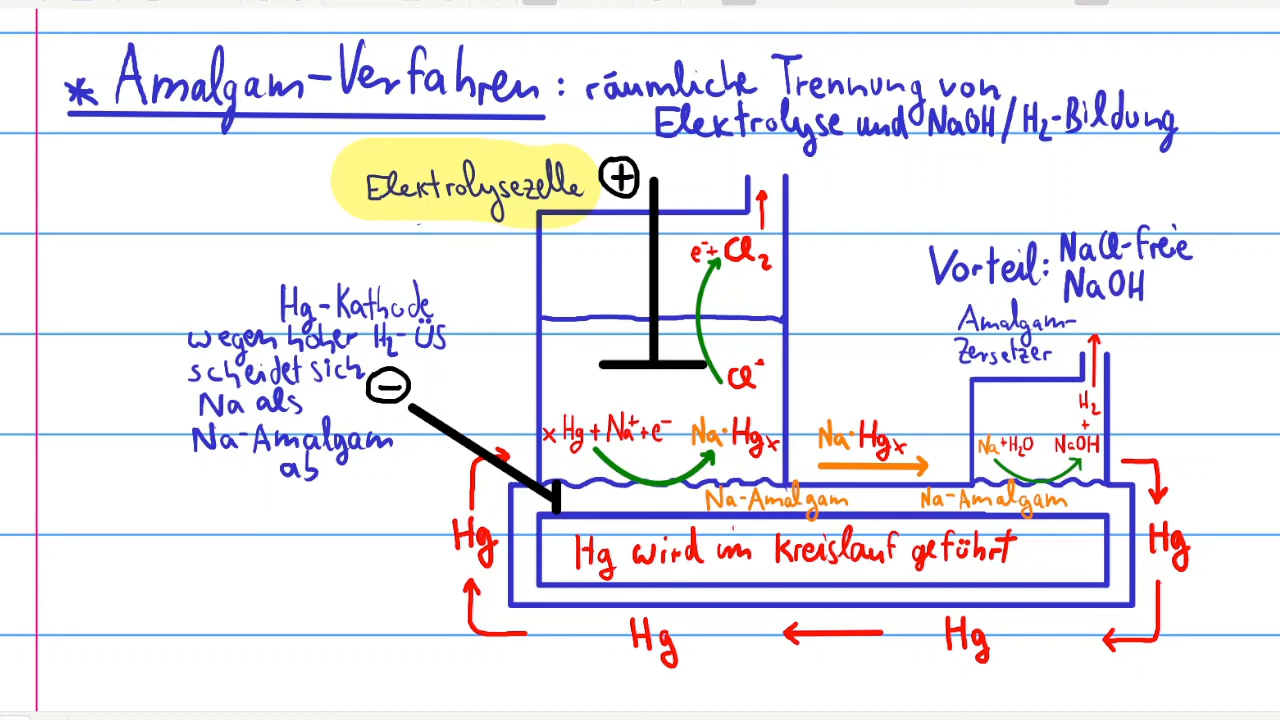 * Amalgam-Verfahren: räumliche Trennung von
Elektrolyse und NaOH/H₂-Bildung
Elektrolysezelle +
e⁻+ Cl₂
Vorteil: NaCl-freie
NaOH
Hg-Kathode
wegen hoher H₂-ÜS
scheidet sich
Na als
Na-Amalgam
ab
−
Cl⁻
Amalgam-
Zersetzer
x Hg + Na⁺ + e⁻ Na·Hgₓ
Na·Hgₓ
H₂
+
Na+H₂O NaOH
Na-Amalgam
Na-Amalgam
Hg
Hg wird im Kreislauf geführt
Hg
Hg
Hg